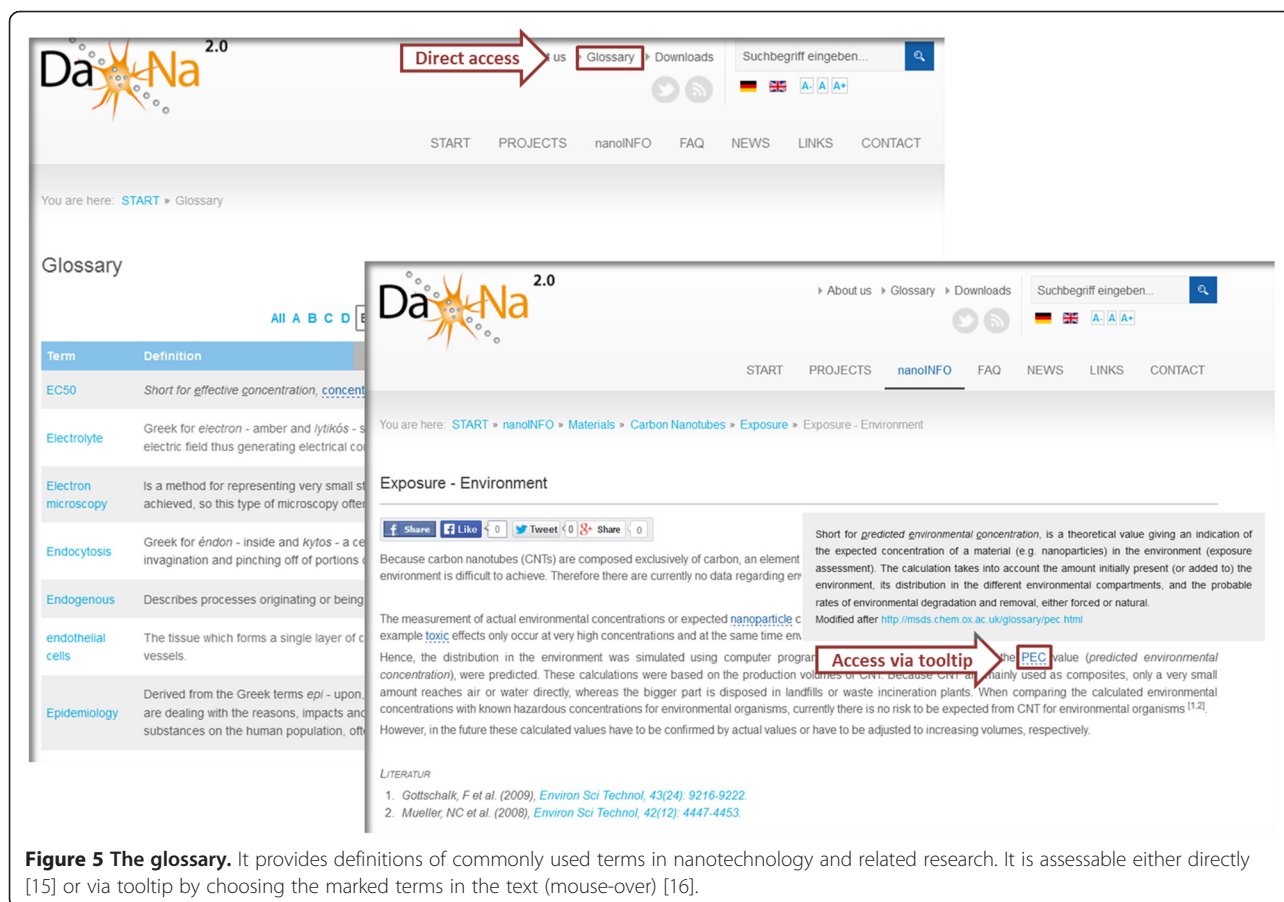 DaNa 2.0
Direct access
us Glossary Downloads
Suchbegriff eingeben...
A- A A+
START PROJECTS nanoINFO FAQ NEWS LINKS CONTACT
You are here: START » Glossary
Glossary
All A B C D E
Term Definition
EC50 Short for effective concentration,
Electrolyte Greek for electron - amber and lytikós -
electric field thus generating electrical
Electron Is a method for representing very small
microscopy achieved, so this type of microscopy
Endocytosis Greek for éndon - inside and kytos - a
invagination and pinching off of portions
Endogenous Describes processes originating or being
endothelial The tissue which forms a single layer of
cells vessels.
Epidemiology Derived from the Greek terms epi - upon,
are dealing with the reasons, impacts
substances on the human population,
DaNa 2.0
About us Glossary Downloads
Suchbegriff eingeben...
A- A A+
START PROJECTS nanoINFO FAQ NEWS LINKS CONTACT
You are here: START » nanoINFO » Materials » Carbon Nanotubes » Exposure » Exposure - Environment
Exposure - Environment
f Share Like 0 Tweet 0 Share 0
Because carbon nanotubes (CNTs) are composed exclusively of carbon, an element
environment is difficult to achieve. Therefore there are currently no data regarding
The measurement of actual environmental concentrations or expected nanoparticle
example toxic effects only occur at very high concentrations and at the same time
Short for predicted environmental concentration, is a theoretical value giving an indication of
the expected concentration of a material (e.g. nanoparticles) in the environment (exposure
assessment). The calculation takes into account the amount initially present (or added to) the
environment, its distribution in the different environmental compartments, and the probable
rates of environmental degradation and removal, either forced or natural.
Modified after http://msds.chem.ox.ac.uk/glossary/pec.html
Access via tooltip
Hence, the distribution in the environment was simulated using computer the PEC value (predicted environmental
concentration), were predicted. These calculations were based on the production volumes of CNT. Because CNT are mainly used as composites, only a very small
amount reaches air or water directly, whereas the bigger part is disposed in landfills or waste incineration plants. When comparing the calculated environmental
concentrations with known hazardous concentrations for environmental organisms, currently there is no risk to be expected from CNT for environmental organisms [1,2].
However, in the future these calculated values have to be confirmed by actual values or have to be adjusted to increasing volumes, respectively.
LITERATUR
1. Gottschalk, F et al. (2009), Environ Sci Technol, 43(24): 9216-9222.
2. Mueller, NC et al. (2008), Environ Sci Technol, 42(12): 4447-4453.
Figure 5 The glossary. It provides definitions of commonly used terms in nanotechnology and related research. It is assessable either directly
[15] or via tooltip by choosing the marked terms in the text (mouse-over) [16].